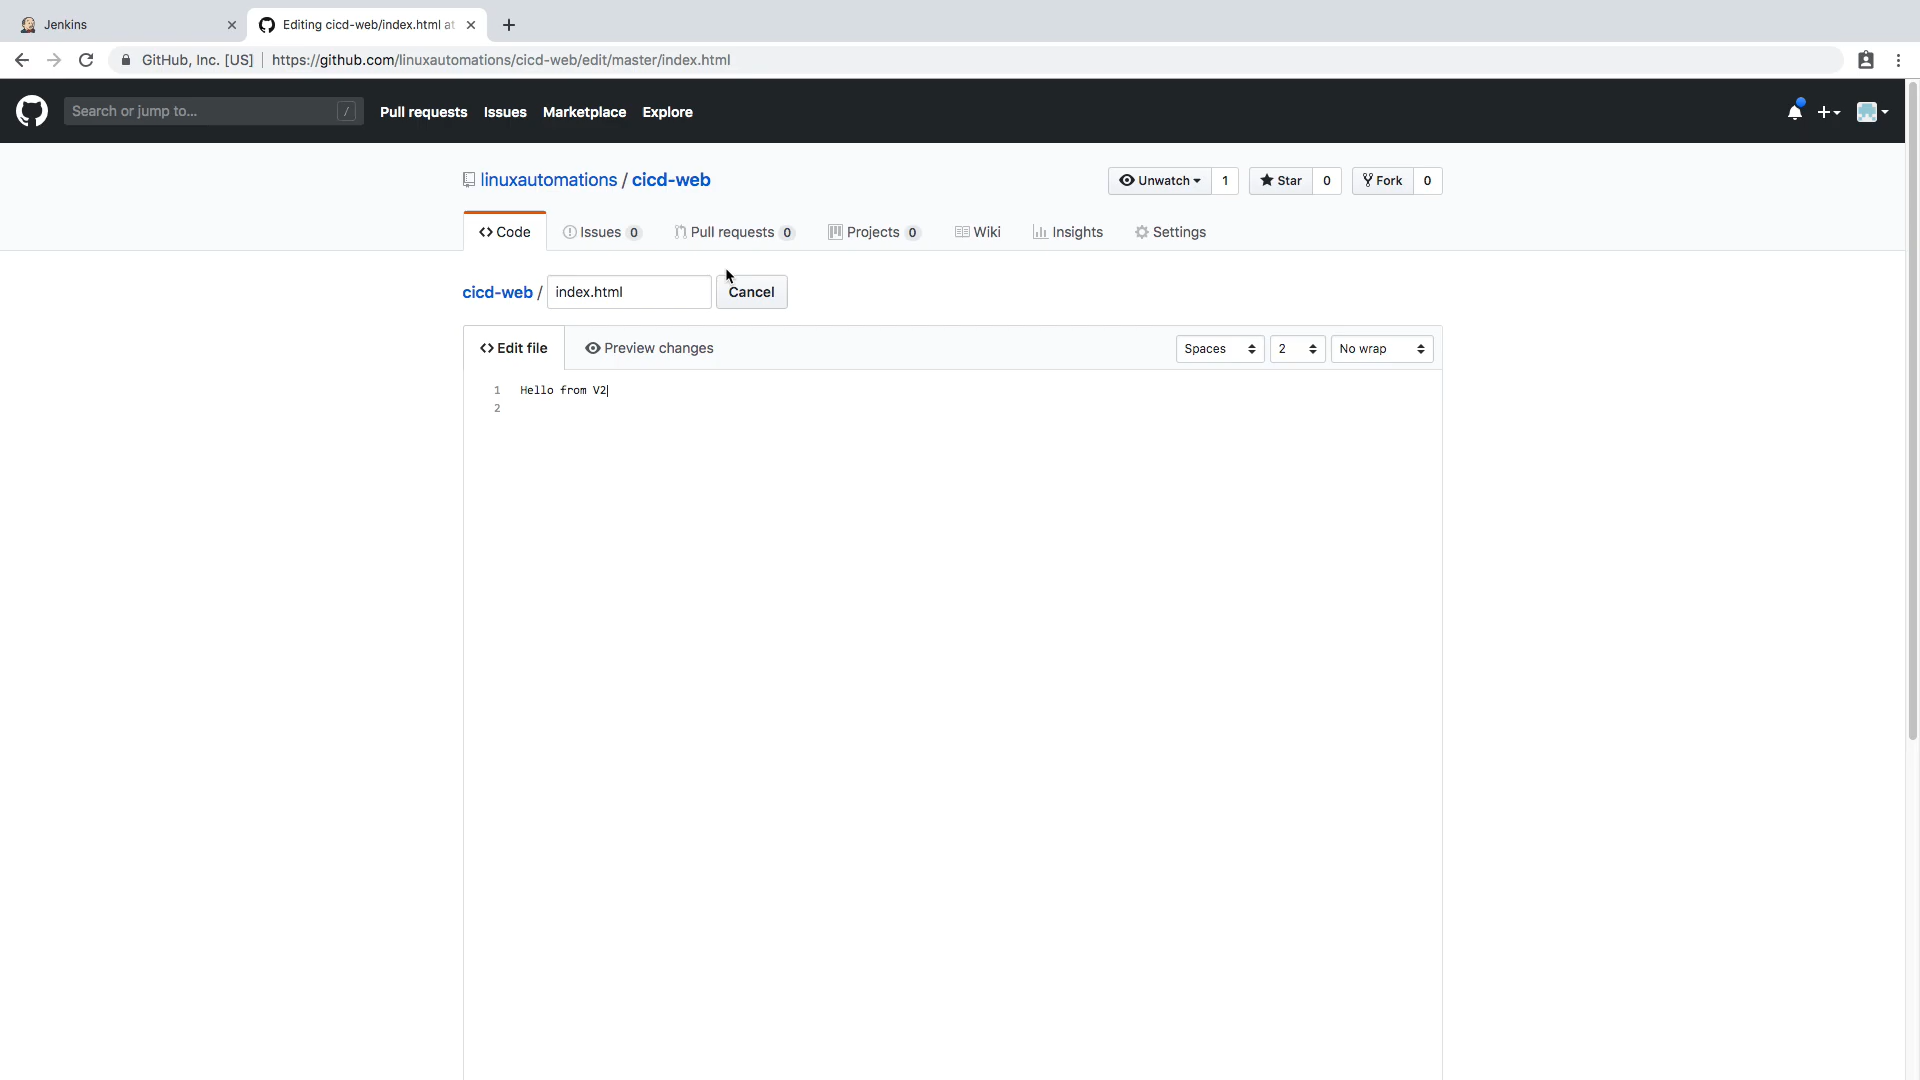 Jenkins
Editing cicd-web/index.html at
GitHub, Inc. [US] https://github.com/linuxautomations/cicd-web/edit/master/index.html
Search or jump to... /
Pull requests Issues Marketplace Explore
linuxautomations / cicd-web
Unwatch 1 Star 0 Fork 0
Code Issues 0 Pull requests 0 Projects 0 Wiki Insights Settings
cicd-web / index.html Cancel
Edit file Preview changes Spaces 2 No wrap
1 Hello from V2
2